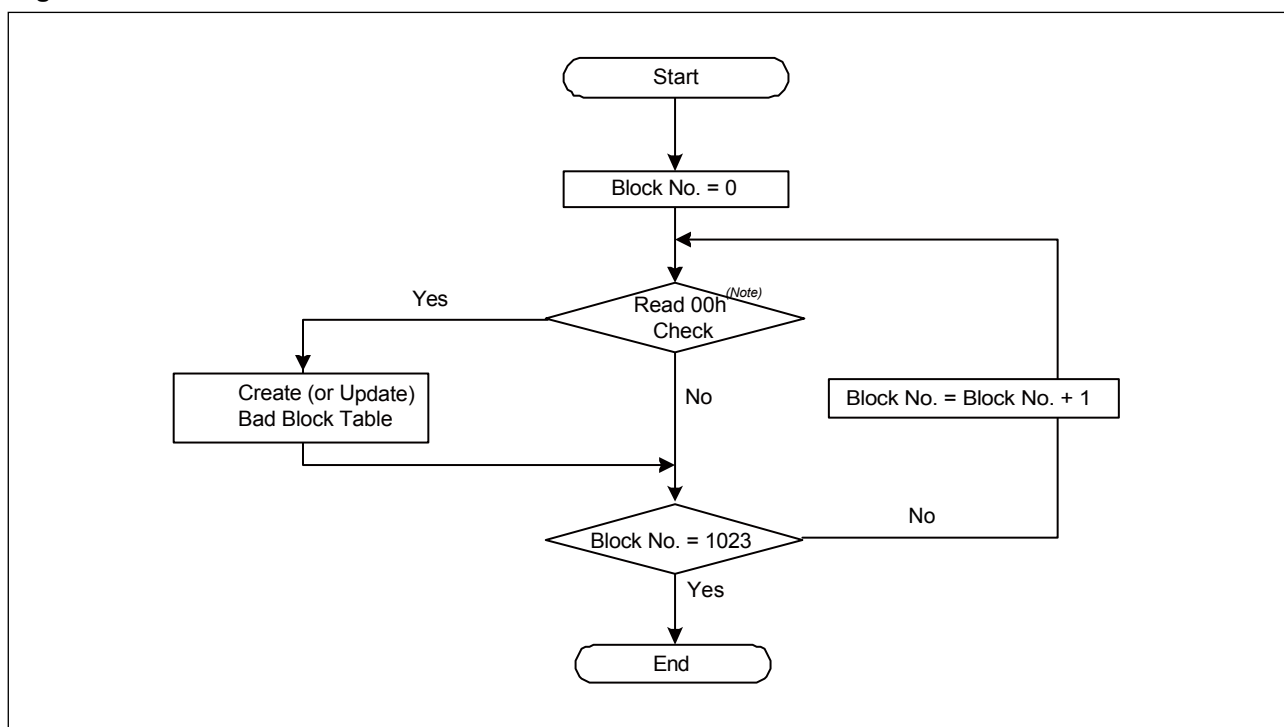 Start
Block No. = 0
Yes
Read 00h(Note)
Check
Create (or Update)
Bad Block Table
No
Block No. = Block No. + 1
Block No. = 1023
No
Yes
End